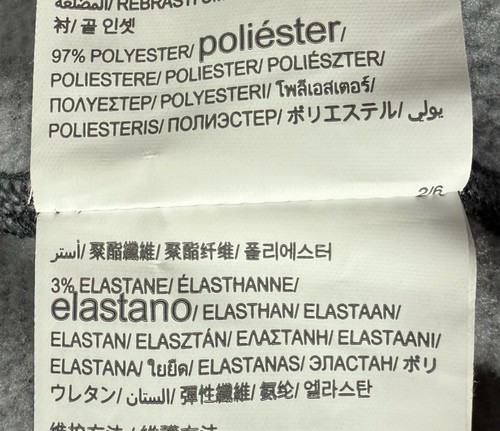 衬/ 골 인셋
97% POLYESTER/ poliéster/
POLIESTERE/ POLIESTER/ POLIÉSZTER/
ΠΟΛΥΕΣΤΕΡ/ POLYESTERI/ โพลีเอสเตอร์/
POLIESTERIS/ ПОЛИЭСТЕР/ ポリエステル/ بولي
2/6
أستر/ 聚酯纖維/ 聚酯纤维/ 폴리에스터
3% ELASTANE/ ÉLASTHANNE/
elastano/ ELASTHAN/ ELASTAAN/
ELASTAN/ ELASZTÁN/ ΕΛΑΣΤΑΝΗ/ ELASTAANI/
ELASTANA/ ใยยืด/ ELASTANAS/ ЭЛАСТАН/ ポリ
ウレタン/ الستان/ 彈性纖維/ 氨纶/ 엘라스탄